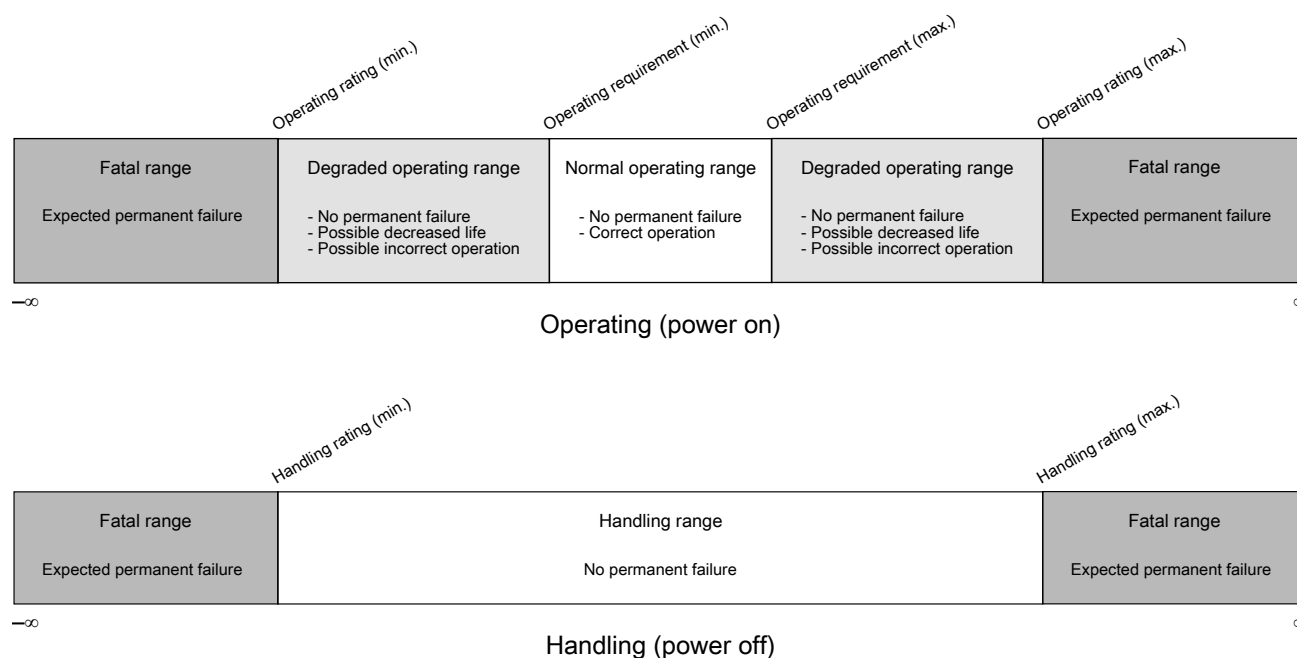 Operating rating (min.)
Operating requirement (min.)
Operating requirement (max.)
Operating rating (max.)
Fatal range
Expected permanent failure
Degraded operating range
- No permanent failure
- Possible decreased life
- Possible incorrect operation
Normal operating range
- No permanent failure
- Correct operation
Degraded operating range
- No permanent failure
- Possible decreased life
- Possible incorrect operation
Fatal range
Expected permanent failure
–∞
Operating (power on)
Handling rating (min.)
Handling rating (max.)
Fatal range
Expected permanent failure
Handling range
No permanent failure
Fatal range
Expected permanent failure
–∞
Handling (power off)